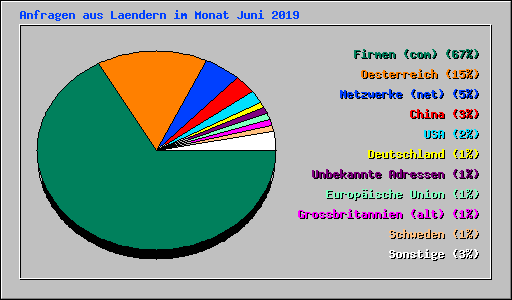 Anfragen aus Laendern im Monat Juni 2019
Firmen (com) (67%)
Oesterreich (15%)
Netzwerke (net) (5%)
China (3%)
USA (2%)
Deutschland (1%)
Unbekannte Adressen (1%)
Europäische Union (1%)
Grossbritannien (alt) (1%)
Schweden (1%)
Sonstige (3%)